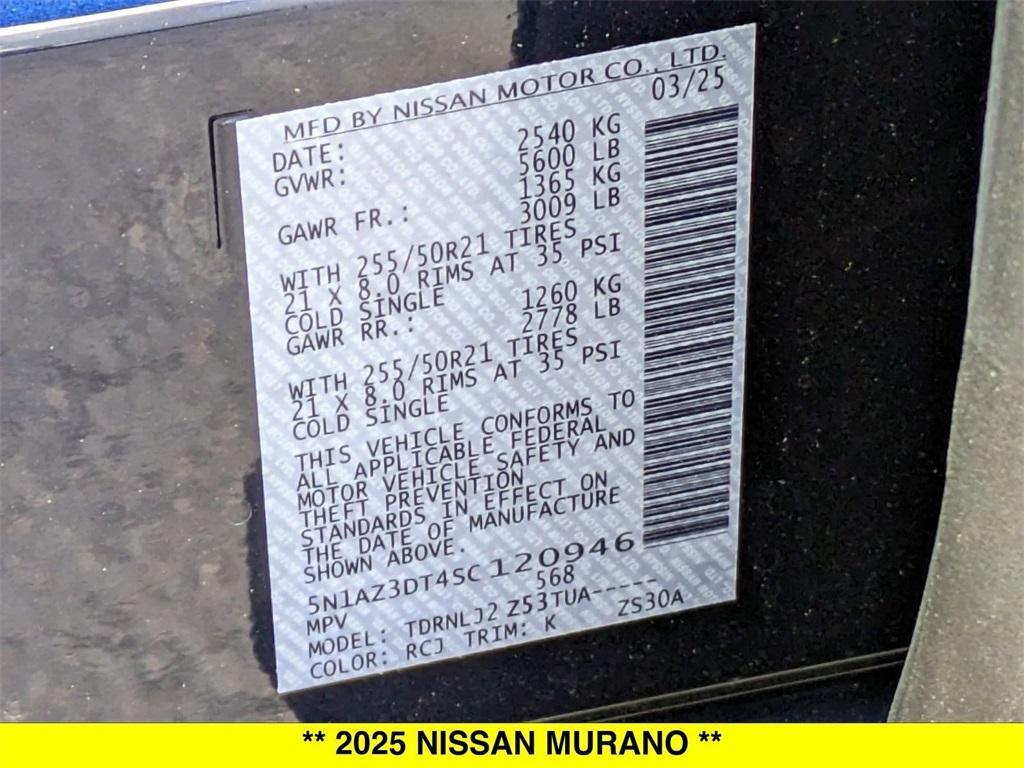 MFD BY NISSAN MOTOR CO., LTD.
DATE: 03/25
GVWR: 2540 KG
5600 LB
GAWR FR.: 1365 KG
3009 LB
WITH 255/50R21 TIRES
21 X 8.0 RIMS AT 35 PSI
COLD SINGLE
GAWR RR.: 1260 KG
2778 LB
WITH 255/50R21 TIRES
21 X 8.0 RIMS AT 35 PSI
COLD SINGLE
THIS VEHICLE CONFORMS TO
ALL APPLICABLE FEDERAL
MOTOR VEHICLE SAFETY AND
THEFT PREVENTION
STANDARDS IN EFFECT ON
THE DATE OF MANUFACTURE
SHOWN ABOVE.
5N1AZ3DT4SC120946
MPV 568
MODEL: TDRNLJ2 Z53TUA-----
COLOR: RCJ TRIM: K ZS30A
** 2025 NISSAN MURANO **